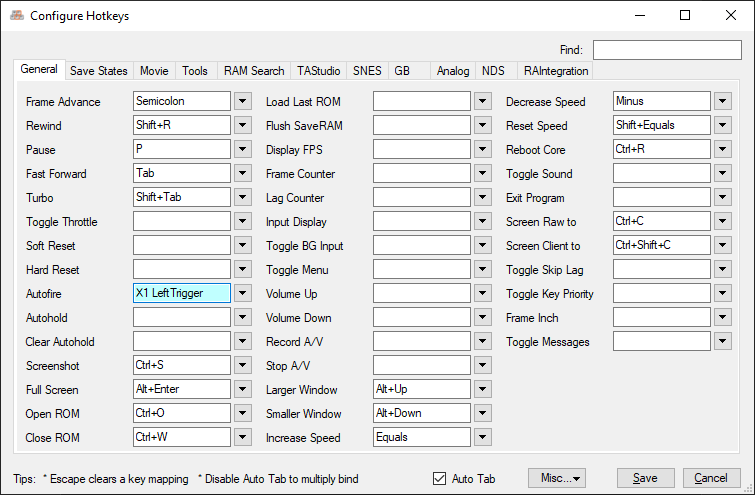 Configure Hotkeys
Find:
General Save States Movie Tools RAM Search TAStudio SNES GB Analog NDS RAIntegration
Frame Advance Semicolon Load Last ROM Decrease Speed Minus
Rewind Shift+R Flush SaveRAM Reset Speed Shift+Equals
Pause P Display FPS Reboot Core Ctrl+R
Fast Forward Tab Frame Counter Toggle Sound
Turbo Shift+Tab Lag Counter Exit Program
Toggle Throttle Input Display Screen Raw to Ctrl+C
Soft Reset Toggle BG Input Screen Client to Ctrl+Shift+C
Hard Reset Toggle Menu Toggle Skip Lag
Autofire X1 LeftTrigger Volume Up Toggle Key Priority
Autohold Volume Down Frame Inch
Clear Autohold Record A/V Toggle Messages
Screenshot Ctrl+S Stop A/V
Full Screen Alt+Enter Larger Window Alt+Up
Open ROM Ctrl+O Smaller Window Alt+Down
Close ROM Ctrl+W Increase Speed Equals
Tips: * Escape clears a key mapping * Disable Auto Tab to multiply bind Auto Tab Misc... Save Cancel